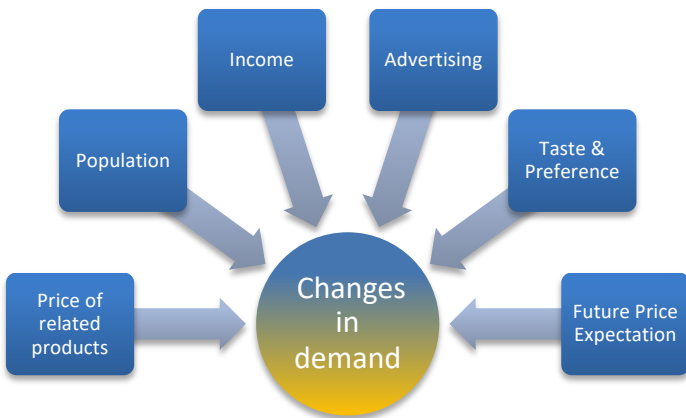 Income
Advertising
Population
Taste &
Preference
Price of
related
products
Changes
in
demand
Future Price
Expectation